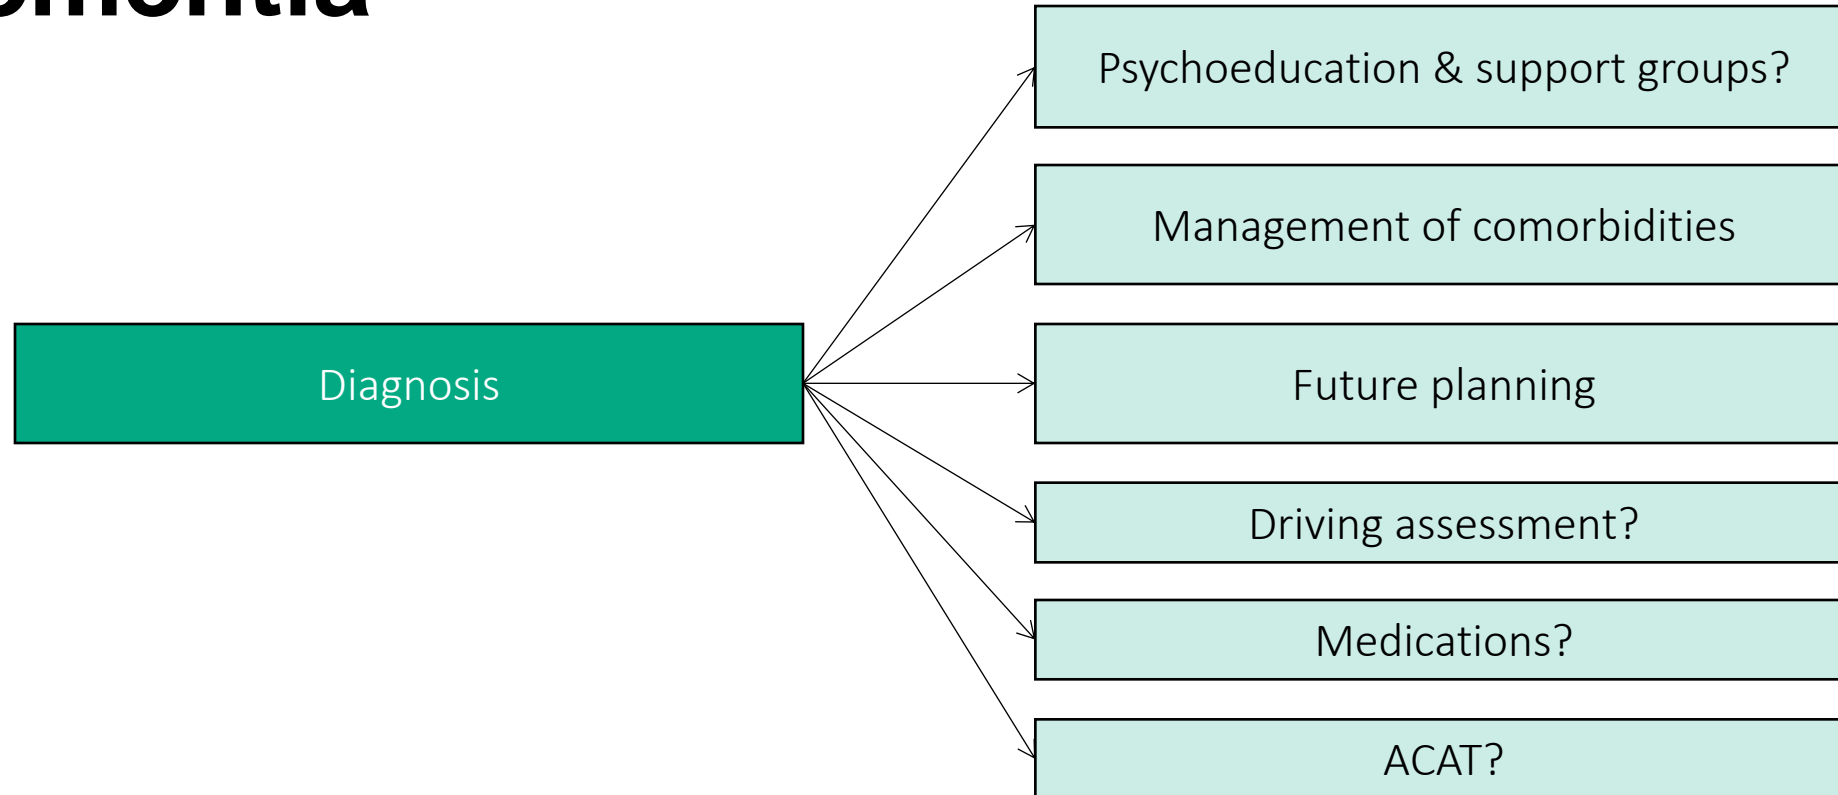 Psychoeducation & support groups?
Management of comorbidities
Diagnosis
Future planning
Driving assessment?
Medications?
ACAT?